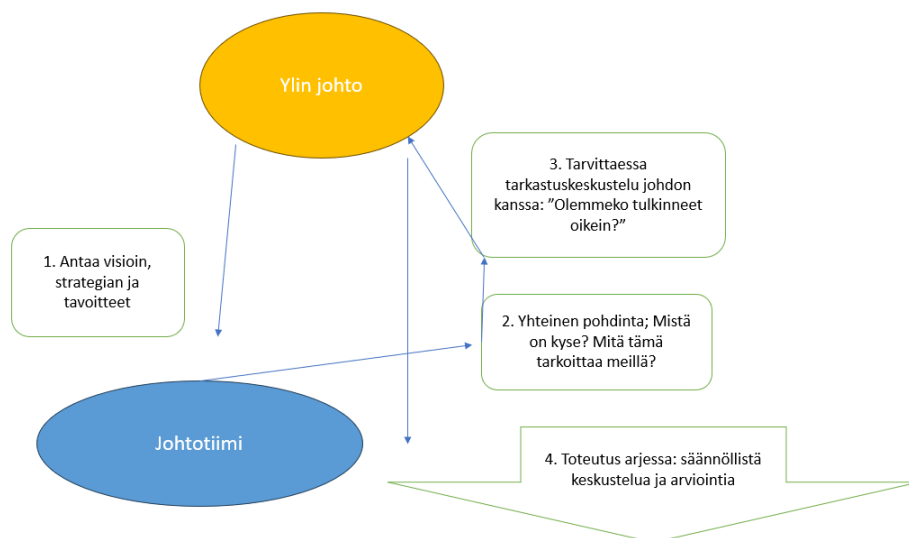 Ylin johto
3. Tarvittaessa
tarkastuskeskustelu johdon
kanssa: ”Olemmeko tulkinneet
oikein?”
1. Antaa visioin,
strategian ja
tavoitteet
2. Yhteinen pohdinta; Mistä
on kyse? Mitä tämä
tarkoittaa meillä?
Johtotiimi
4. Toteutus arjessa: säännöllistä
keskustelua ja arviointia